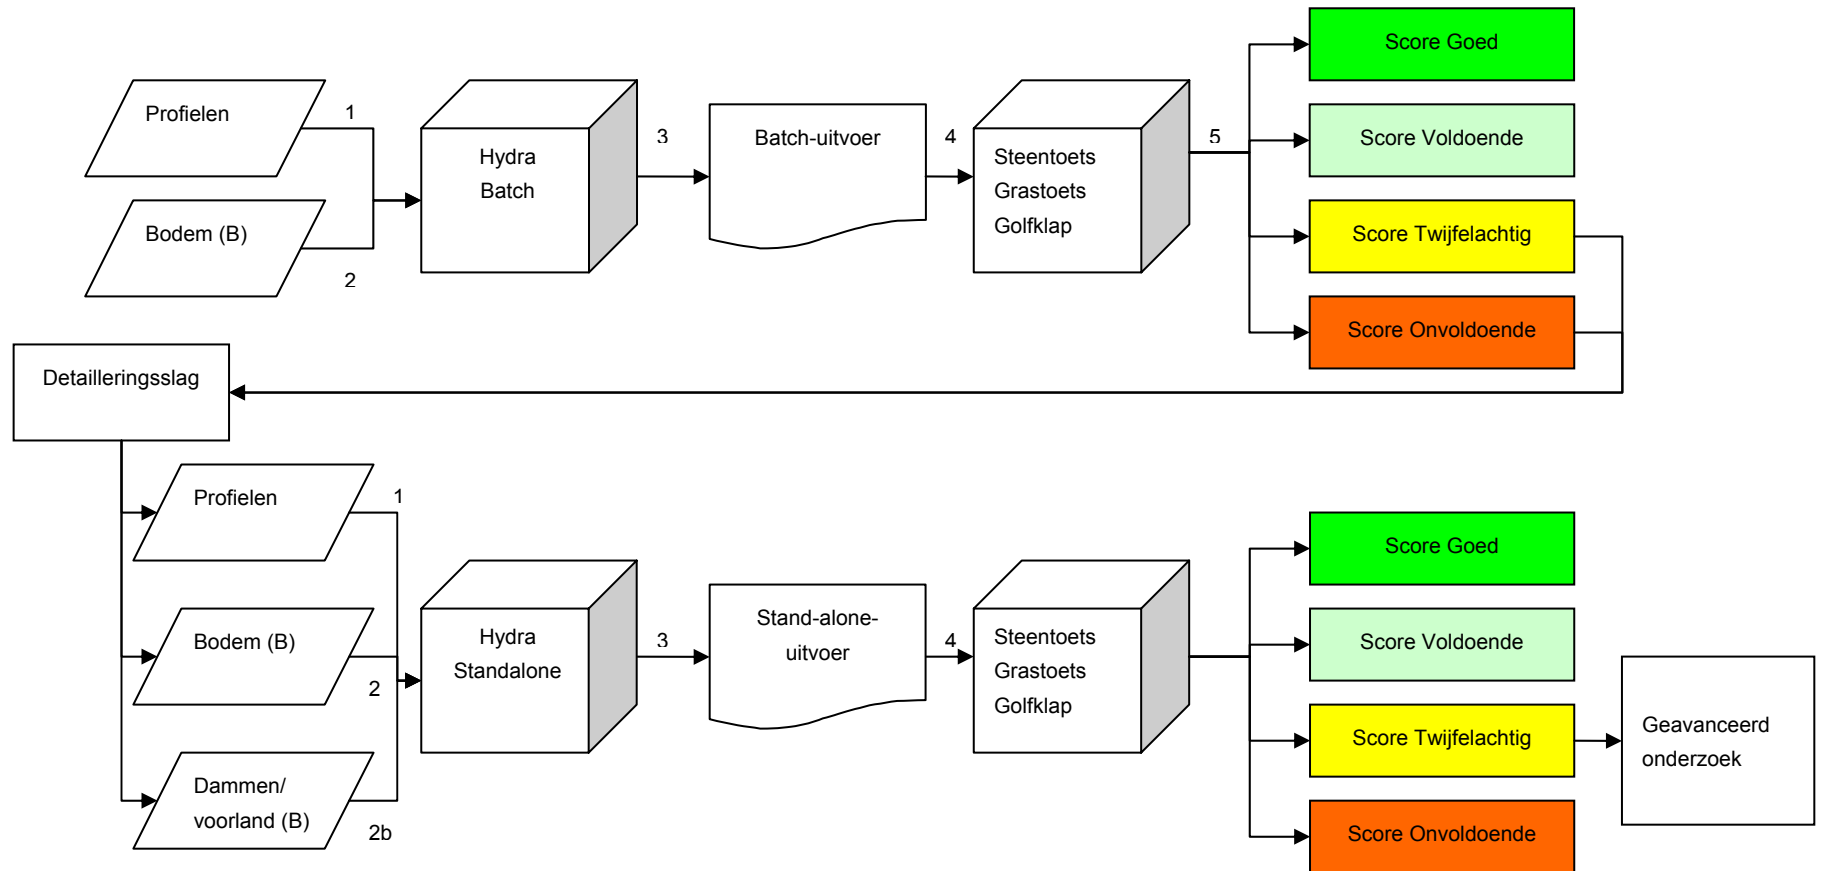 Profielen
1
Bodem (B)
2
Hydra
Batch
3
Batch-uitvoer
4
Steentoets
Grastoets
Golfklap
5
Score Goed
Score Voldoende
Score Twijfelachtig
Score Onvoldoende
Detailleringsslag
Profielen
1
Bodem (B)
2
Dammen/
voorland (B)
2b
Hydra
Standalone
3
Stand-alone-
uitvoer
4
Steentoets
Grastoets
Golfklap
Score Goed
Score Voldoende
Score Twijfelachtig
Score Onvoldoende
Geavanceerd
onderzoek